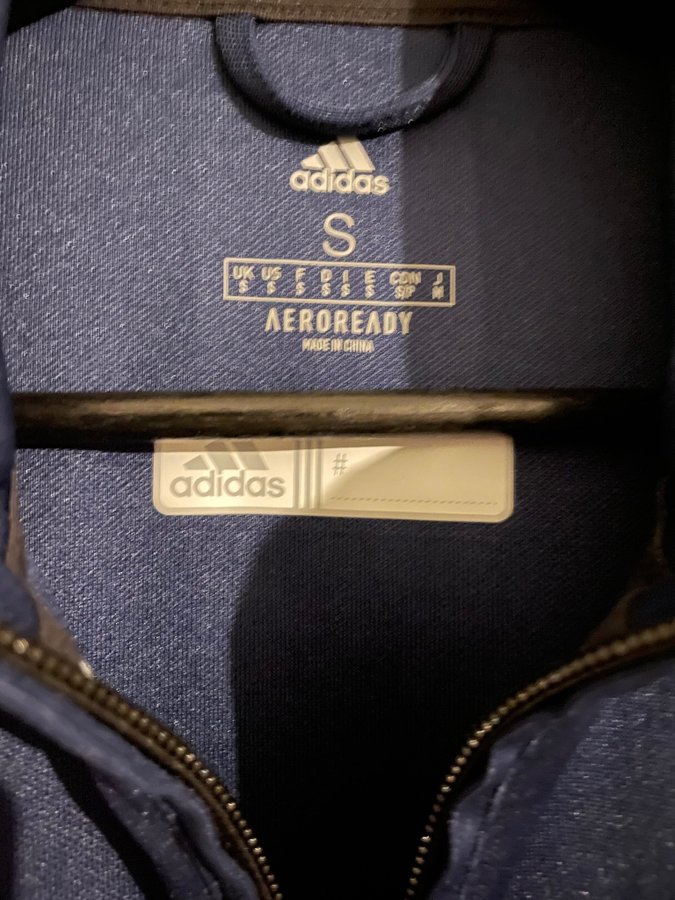 adidas
S
UK US F D I E CDN J
S S S S S S S/P M
AEROREADY
MADE IN CHINA
adidas #